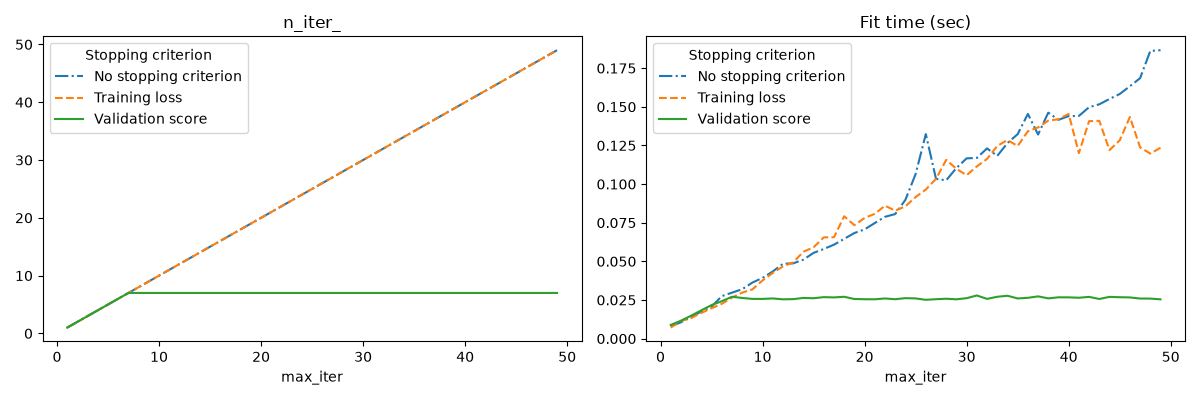 n_iter_
50
40
30
20
10
0
Stopping criterion
No stopping criterion
Training loss
Validation score
0 10 20 30 40 50
max_iter
Fit time (sec)
0.175
0.150
0.125
0.100
0.075
0.050
0.025
0.000
Stopping criterion
No stopping criterion
Training loss
Validation score
0 10 20 30 40 50
max_iter